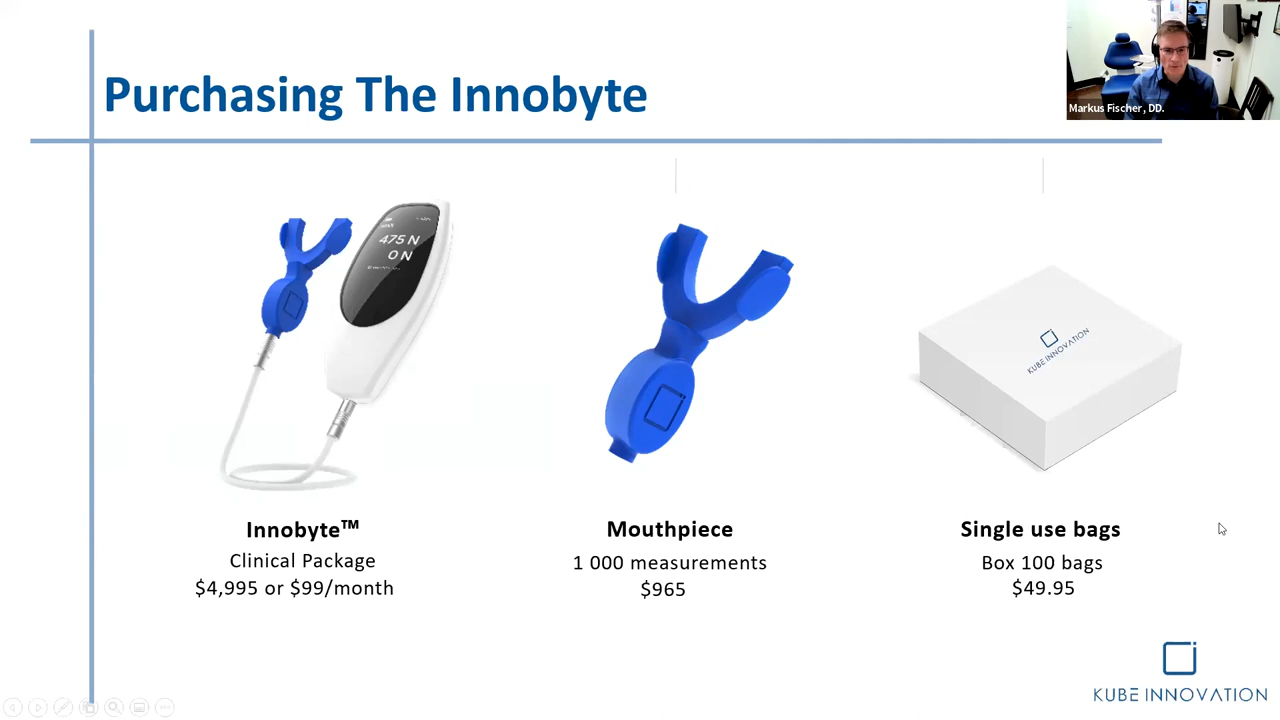 Purchasing The Innobyte
Markus Fischer, DD.
475 N
0 N
KUBE INNOVATION
Innobyte™
Clinical Package
$4,995 or $99/month
Mouthpiece
1 000 measurements
$965
Single use bags
Box 100 bags
$49.95
KUBE INNOVATION